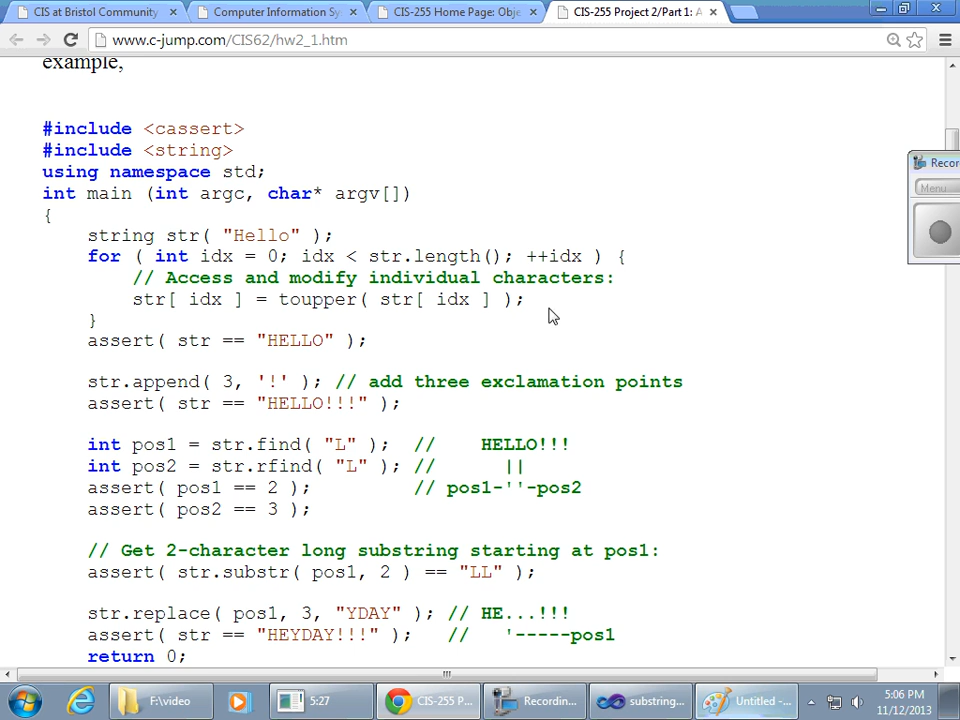 CIS at Bristol Community
Computer Information Sy
CIS-255 Home Page: Obje
CIS-255 Project 2/Part 1: A
www.c-jump.com/CIS62/hw2_1.htm
example,
#include <cassert>
#include <string>
using namespace std;
int main (int argc, char* argv[])
{
string str( "Hello" );
for ( int idx = 0; idx < str.length(); ++idx ) {
// Access and modify individual characters:
str[ idx ] = toupper( str[ idx ] );
}
assert( str == "HELLO" );
str.append( 3, '!' ); // add three exclamation points
assert( str == "HELLO!!!" );
int pos1 = str.find( "L" ); // HELLO!!!
int pos2 = str.rfind( "L" ); // ||
assert( pos1 == 2 ); // pos1-''-pos2
assert( pos2 == 3 );
// Get 2-character long substring starting at pos1:
assert( str.substr( pos1, 2 ) == "LL" );
str.replace( pos1, 3, "YDAY" ); // HE...!!!
assert( str == "HEYDAY!!!" ); // '-----pos1
return 0;
Recor
Menu
F:\video
5:27
CIS-255 P...
Recordin...
substring...
Untitled -...
5:06 PM
11/12/2013